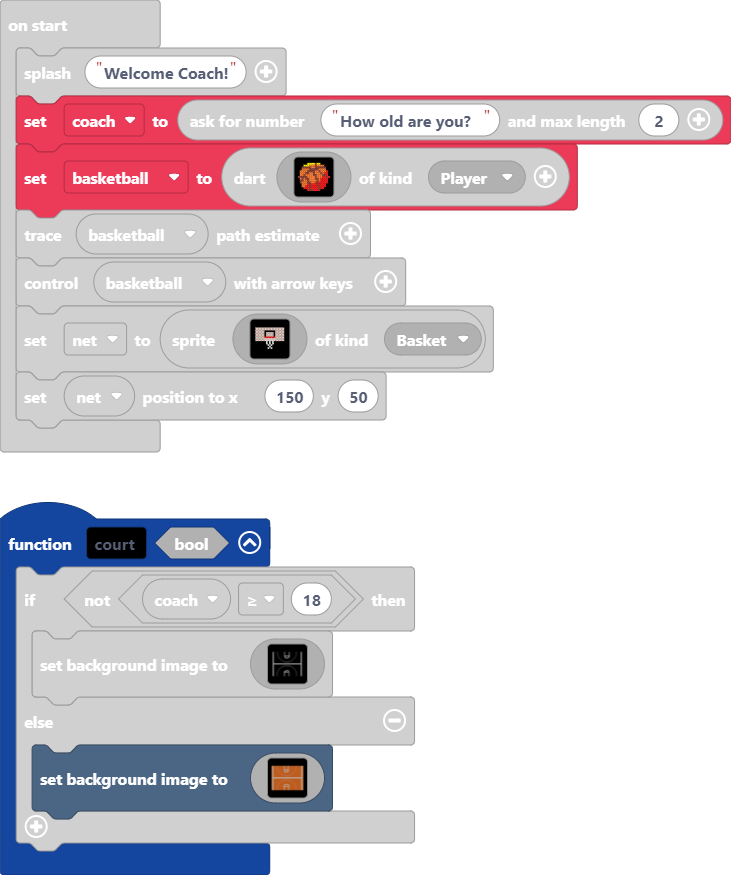 on start
splash "Welcome Coach!"
set coach to ask for number "How old are you? " and max length 2
set basketball to dart of kind Player
trace basketball path estimate
control basketball with arrow keys
set net to sprite of kind Basket
set net position to x 150 y 50
function court bool
if not coach ≥ 18 then
set background image to
else
set background image to